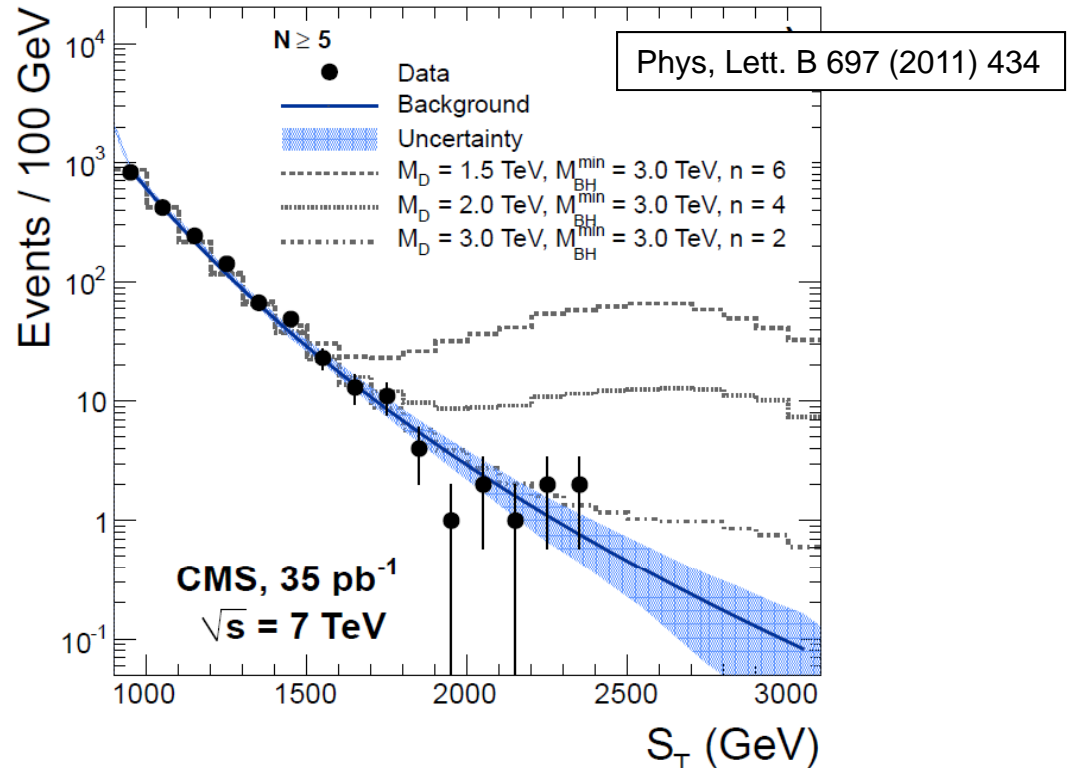 N ≥ 5
Phys, Lett. B 697 (2011) 434
Data
Background
Uncertainty
M_D = 1.5 TeV, M_BH^min = 3.0 TeV, n = 6
M_D = 2.0 TeV, M_BH^min = 3.0 TeV, n = 4
M_D = 3.0 TeV, M_BH^min = 3.0 TeV, n = 2
Events / 100 GeV
10^4
10^3
10^2
10
1
10^-1
CMS, 35 pb^-1
√s = 7 TeV
1000 1500 2000 2500 3000
S_T (GeV)